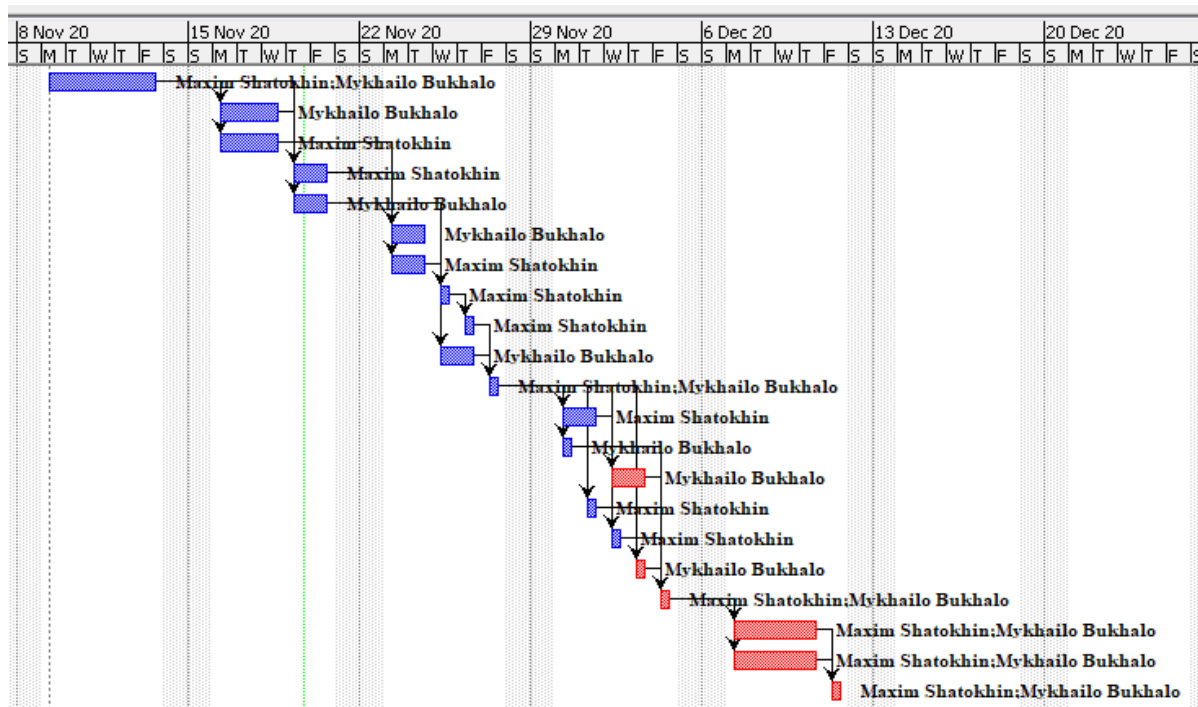 8 Nov 20 15 Nov 20 22 Nov 20 29 Nov 20 6 Dec 20 13 Dec 20 20 Dec 20
S M T W T F S S M T W T F S S M T W T F S S M T W T F S S M T W T F S S M T W T F S S M T W T F S
Maxim Shatokhin;Mykhailo Bukhalo
Mykhailo Bukhalo
Maxim Shatokhin
Maxim Shatokhin
Mykhailo Bukhalo
Mykhailo Bukhalo
Maxim Shatokhin
Maxim Shatokhin
Maxim Shatokhin
Mykhailo Bukhalo
Maxim Shatokhin;Mykhailo Bukhalo
Maxim Shatokhin
Mykhailo Bukhalo
Mykhailo Bukhalo
Maxim Shatokhin
Maxim Shatokhin
Mykhailo Bukhalo
Maxim Shatokhin;Mykhailo Bukhalo
Maxim Shatokhin;Mykhailo Bukhalo
Maxim Shatokhin;Mykhailo Bukhalo
Maxim Shatokhin;Mykhailo Bukhalo